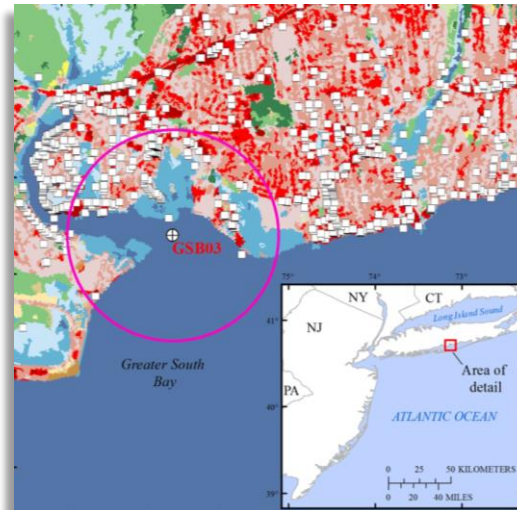 GSB03
Greater South
Bay
75°
74°
73°
NY
CT
Long Island Sound
41°
NJ
Area of
detail
PA
40°
ATLANTIC OCEAN
0 25 50 KILOMETERS
0 20 40 MILES
39°